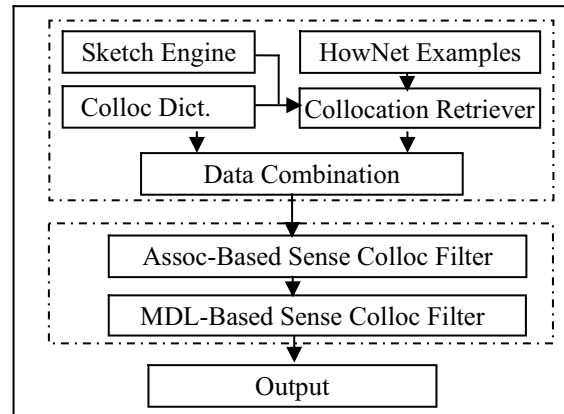 Sketch Engine
HowNet Examples
Colloc Dict.
Collocation Retriever
Data Combination
Assoc-Based Sense Colloc Filter
MDL-Based Sense Colloc Filter
Output